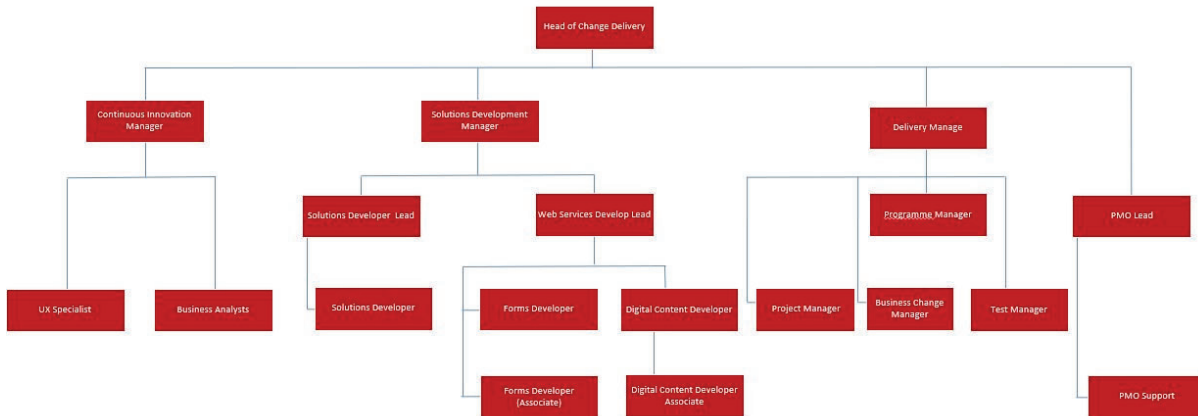 Head of Change Delivery
Continuous Innovation
Manager
Solutions Development
Manager
Delivery Manage
Solutions Developer Lead
Web Services Develop Lead
Programme Manager
PMO Lead
UX Specialist
Business Analysts
Solutions Developer
Forms Developer
Digital Content Developer
Project Manager
Business Change
Manager
Test Manager
Forms Developer
(Associate)
Digital Content Developer
Associate
PMO Support